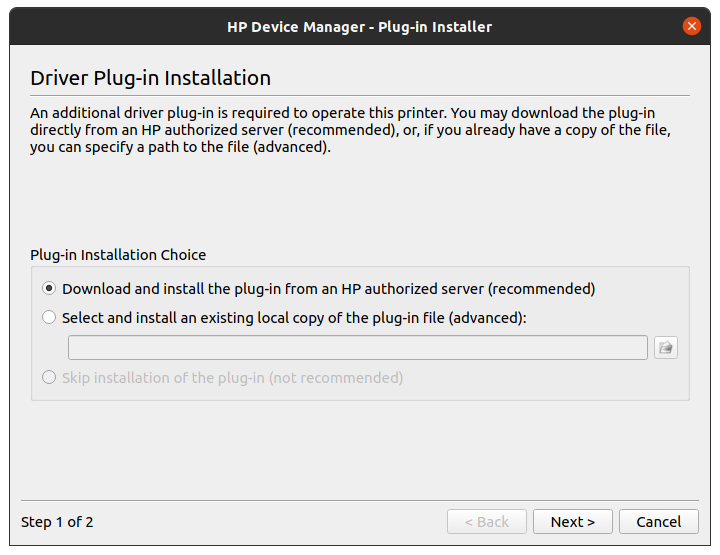 HP Device Manager - Plug-in Installer
Driver Plug-in Installation
An additional driver plug-in is required to operate this printer. You may download the plug-in
directly from an HP authorized server (recommended), or, if you already have a copy of the file,
you can specify a path to the file (advanced).
Plug-in Installation Choice
Download and install the plug-in from an HP authorized server (recommended)
Select and install an existing local copy of the plug-in file (advanced):
Skip installation of the plug-in (not recommended)
Step 1 of 2
< Back
Next >
Cancel